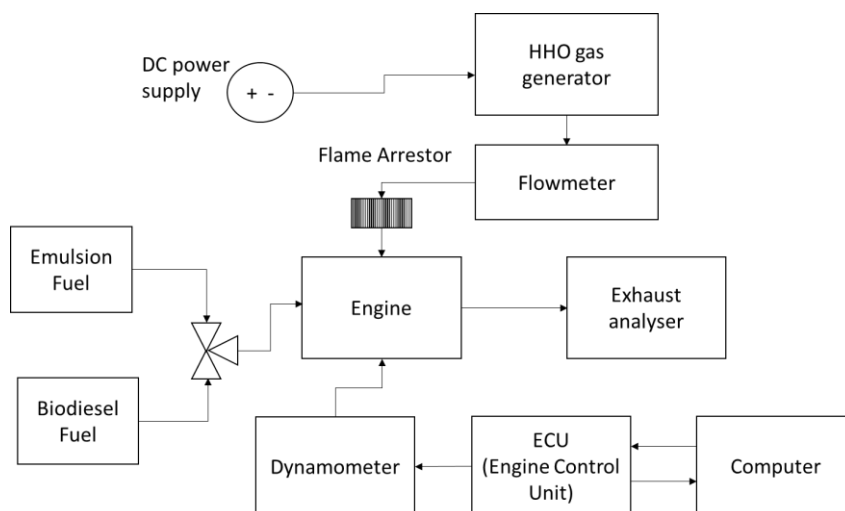 HHO gas
generator
DC power
supply
+ -
Flame Arrestor
Flowmeter
Emulsion
Fuel
Engine
Exhaust
analyser
Biodiesel
Fuel
Dynamometer
ECU
(Engine Control
Unit)
Computer